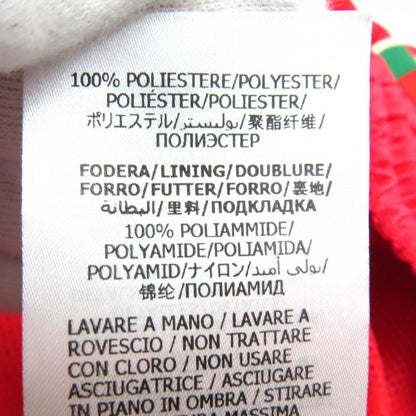 100% POLIESTERE/POLYESTER/
POLIÉSTER/POLIESTER/
ポリエステル/بوليستر/聚酯纤维/
ПОЛИЭСТЕР
FODERA/LINING/DOUBLURE/
FORRO/FUTTER/FORRO/裏地/
البطانة/里料/ПОДКЛАДКА
100% POLIAMMIDE/
POLYAMIDE/POLIAMIDA/
POLYAMID/ナイロン/بولي أميد/
锦纶/ПОЛИАМИД
LAVARE A MANO / LAVARE A
ROVESCIO / NON TRATTARE
CON CLORO / NON USARE
ASCIUGATRICE / ASCIUGARE
IN PIANO IN OMBRA / STIRARE
MASSIMA